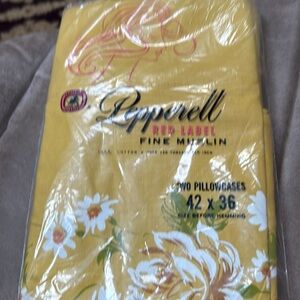 Pepperell
RED LABEL
FINE MUSLIN
TWO PILLOWCASES
42 x 36
SIZE BEFORE HEMMING